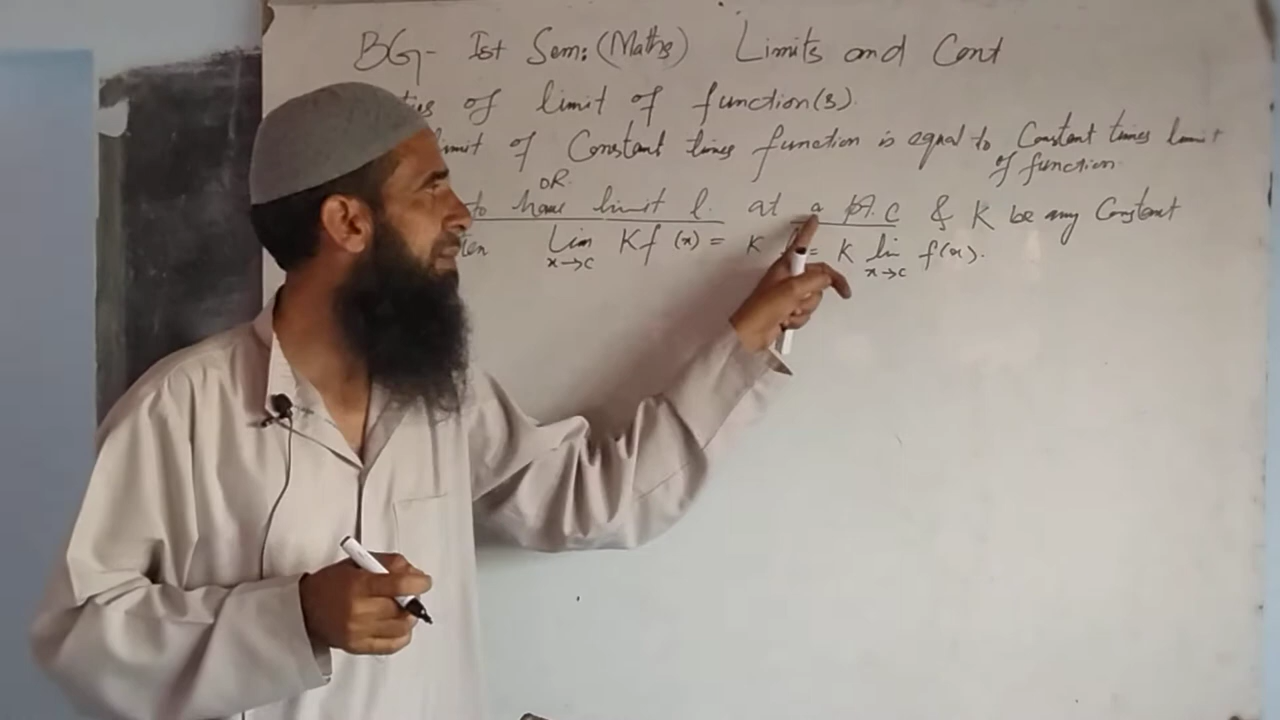 BG- Ist Sem: (Maths) Limits and Cont
of limit of function(s).
of Constant times function is equal to Constant times limit
of function
OR
to have limit l. at a pt. c & K be any Constant
Lim Kf (x) = K = K lim f(x).
x→c x→c